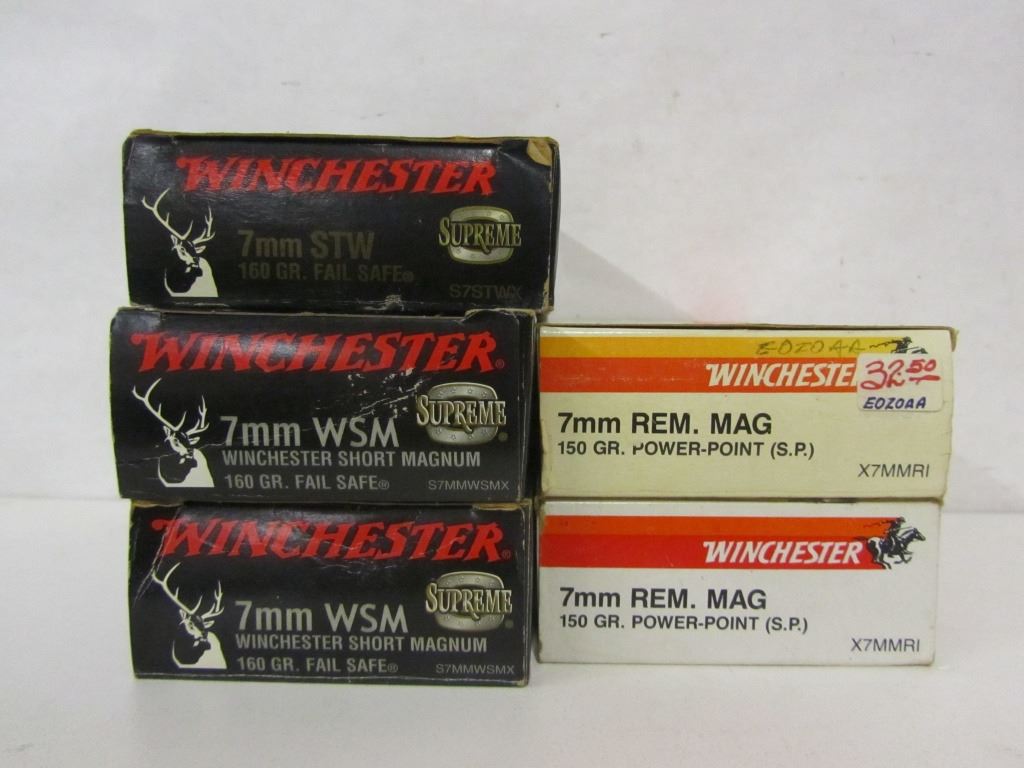 WINCHESTER
SUPREME
7mm STW
160 GR. FAIL SAFE®
S7STWX
WINCHESTER®
SUPREME®
7mm WSM
WINCHESTER SHORT MAGNUM
160 GR. FAIL SAFE®
S7MMWSMX
WINCHESTER®
SUPREME®
7mm WSM
WINCHESTER SHORT MAGNUM
160 GR. FAIL SAFE®
S7MMWSMX
EOZOAA
WINCHESTE
32.50
EOZOAA
7mm REM. MAG
150 GR. POWER-POINT (S.P.)
X7MMRI
WINCHESTER
7mm REM. MAG
150 GR. POWER-POINT (S.P.)
X7MMRI